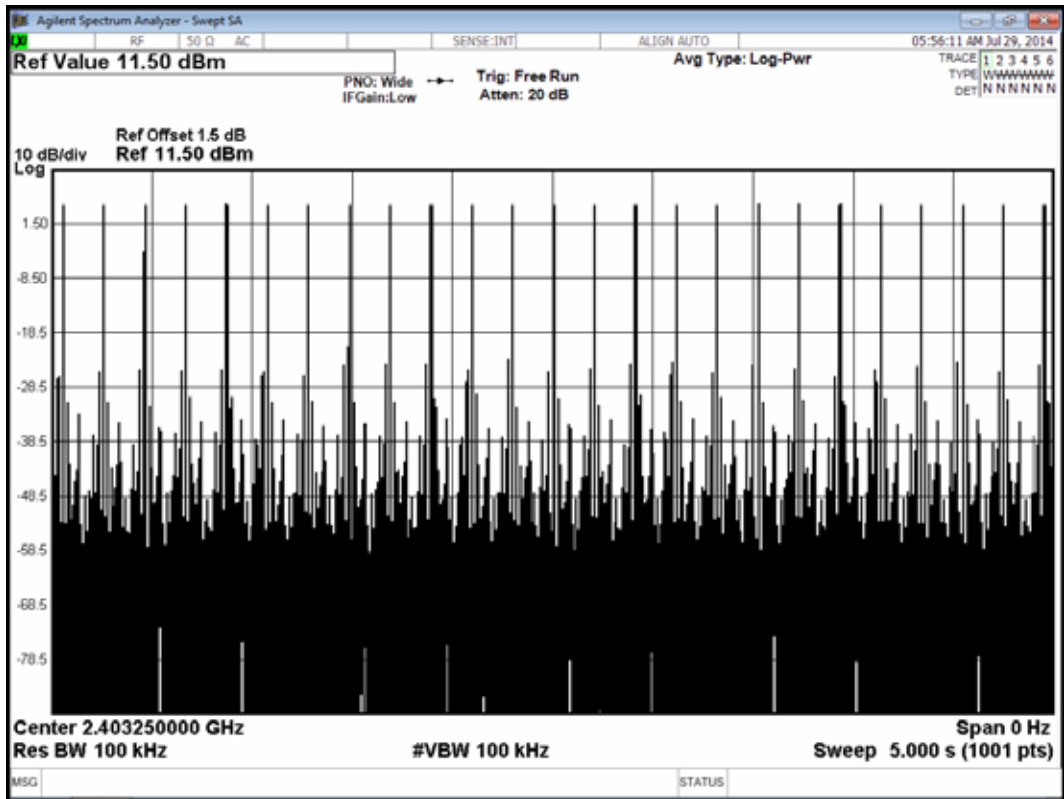 Agilent Spectrum Analyzer - Swept SA
LXI RF 50 Ω AC SENSE:INT ALIGN AUTO 05:56:11 AM Jul 29, 2014
Ref Value 11.50 dBm Avg Type: Log-Pwr TRACE 1 2 3 4 5 6
PNO: Wide Trig: Free Run TYPE WWWWWW
IFGain:Low Atten: 20 dB DET N N N N N N
Ref Offset 1.5 dB
10 dB/div Ref 11.50 dBm
Log
1.50
-8.50
-18.5
-28.5
-38.5
-48.5
-58.5
-68.5
-78.5
Center 2.403250000 GHz Span 0 Hz
Res BW 100 kHz #VBW 100 kHz Sweep 5.000 s (1001 pts)
MSG STATUS